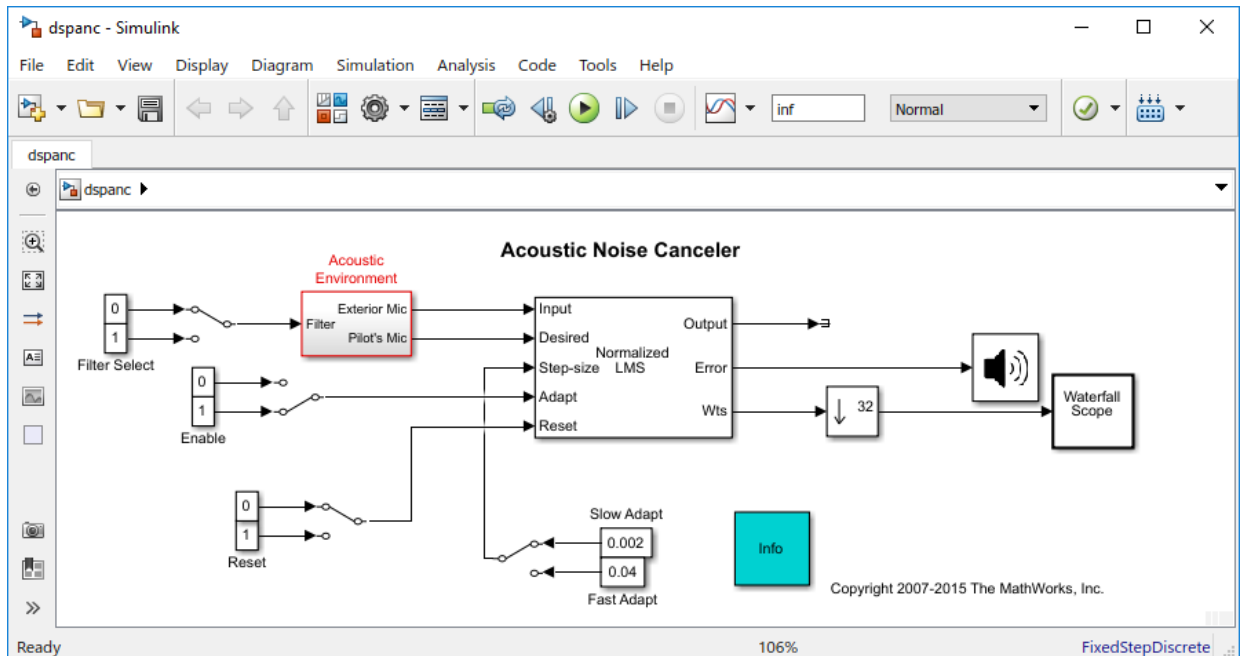 dspanc - Simulink
File Edit View Display Diagram Simulation Analysis Code Tools Help
inf Normal
dspanc
dspanc
Acoustic Noise Canceler
Acoustic
Environment
0
1
Filter Select
Filter
Exterior Mic
Pilot's Mic
0
1
Enable
0
1
Reset
Input
Desired
Step-size
Adapt
Reset
Normalized
LMS
Output
Error
Wts
32
Waterfall
Scope
Slow Adapt
0.002
0.04
Fast Adapt
Info
Copyright 2007-2015 The MathWorks, Inc.
Ready 106% FixedStepDiscrete